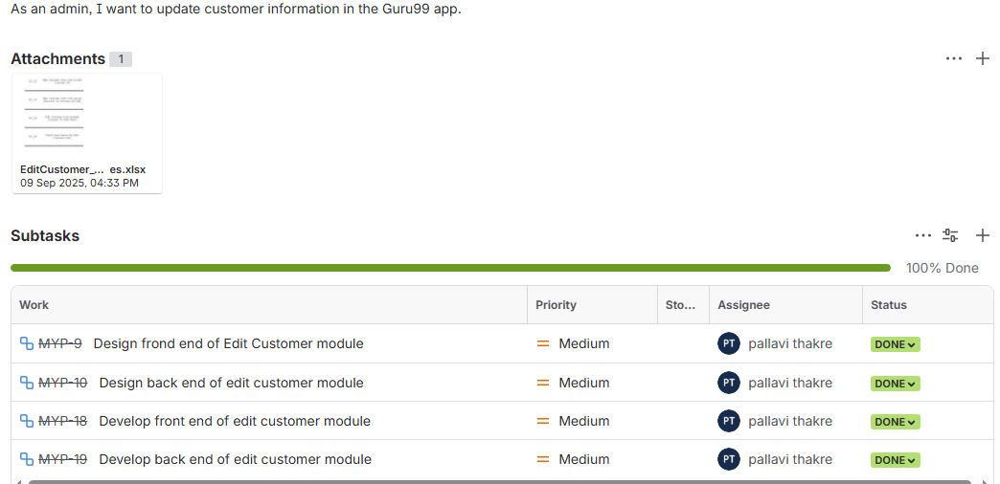 As an admin, I want to update customer information in the Guru99 app.
Attachments 1
EditCustomer_... es.xlsx
09 Sep 2025, 04:33 PM
Subtasks
100% Done
Work Priority Sto... Assignee Status
MYP-9 Design frond end of Edit Customer module Medium PT pallavi thakre DONE
MYP-10 Design back end of edit customer module Medium PT pallavi thakre DONE
MYP-18 Develop front end of edit customer module Medium PT pallavi thakre DONE
MYP-19 Develop back end of edit customer module Medium PT pallavi thakre DONE